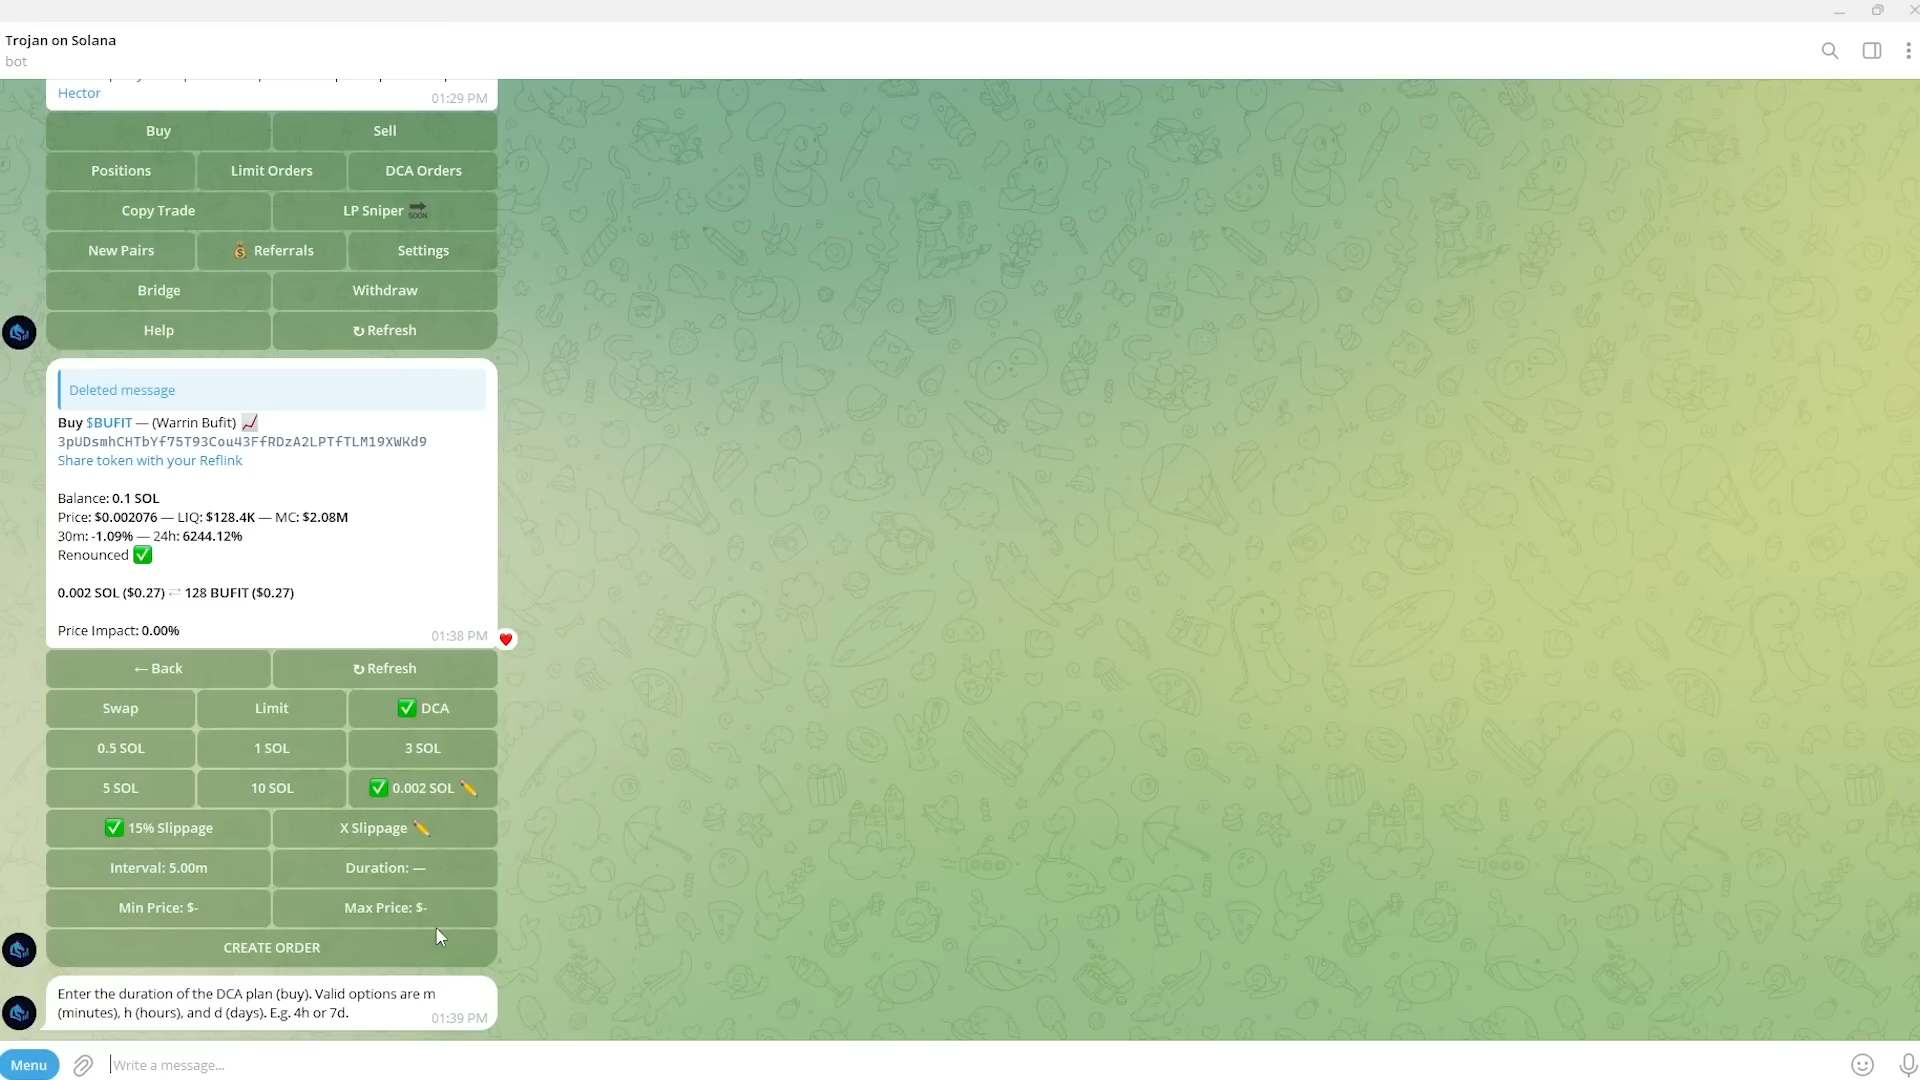 Trojan on Solana
bot
Hector
01:29 PM
Buy Sell
Positions Limit Orders DCA Orders
Copy Trade LP Sniper 🔜
New Pairs 💰 Referrals Settings
Bridge Withdraw
Help ↻ Refresh
Deleted message
Buy $BUFIT — (Warrin Bufit) 📈
3pUDsmhCHTbYf75T93Cou43FfRDzA2LPTfTLM19XWKd9
Share token with your Reflink
Balance: 0.1 SOL
Price: $0.002076 — LIQ: $128.4K — MC: $2.08M
30m: -1.09% — 24h: 6244.12%
Renounced ✅
0.002 SOL ($0.27) ⇄ 128 BUFIT ($0.27)
Price Impact: 0.00%
01:38 PM
← Back ↻ Refresh
Swap Limit ✅ DCA
0.5 SOL 1 SOL 3 SOL
5 SOL 10 SOL ✅ 0.002 SOL ✏️
✅ 15% Slippage X Slippage ✏️
Interval: 5.00m Duration: —
Min Price: $- Max Price: $-
CREATE ORDER
Enter the duration of the DCA plan (buy). Valid options are m
(minutes), h (hours), and d (days). E.g. 4h or 7d.
01:39 PM
Menu Write a message...